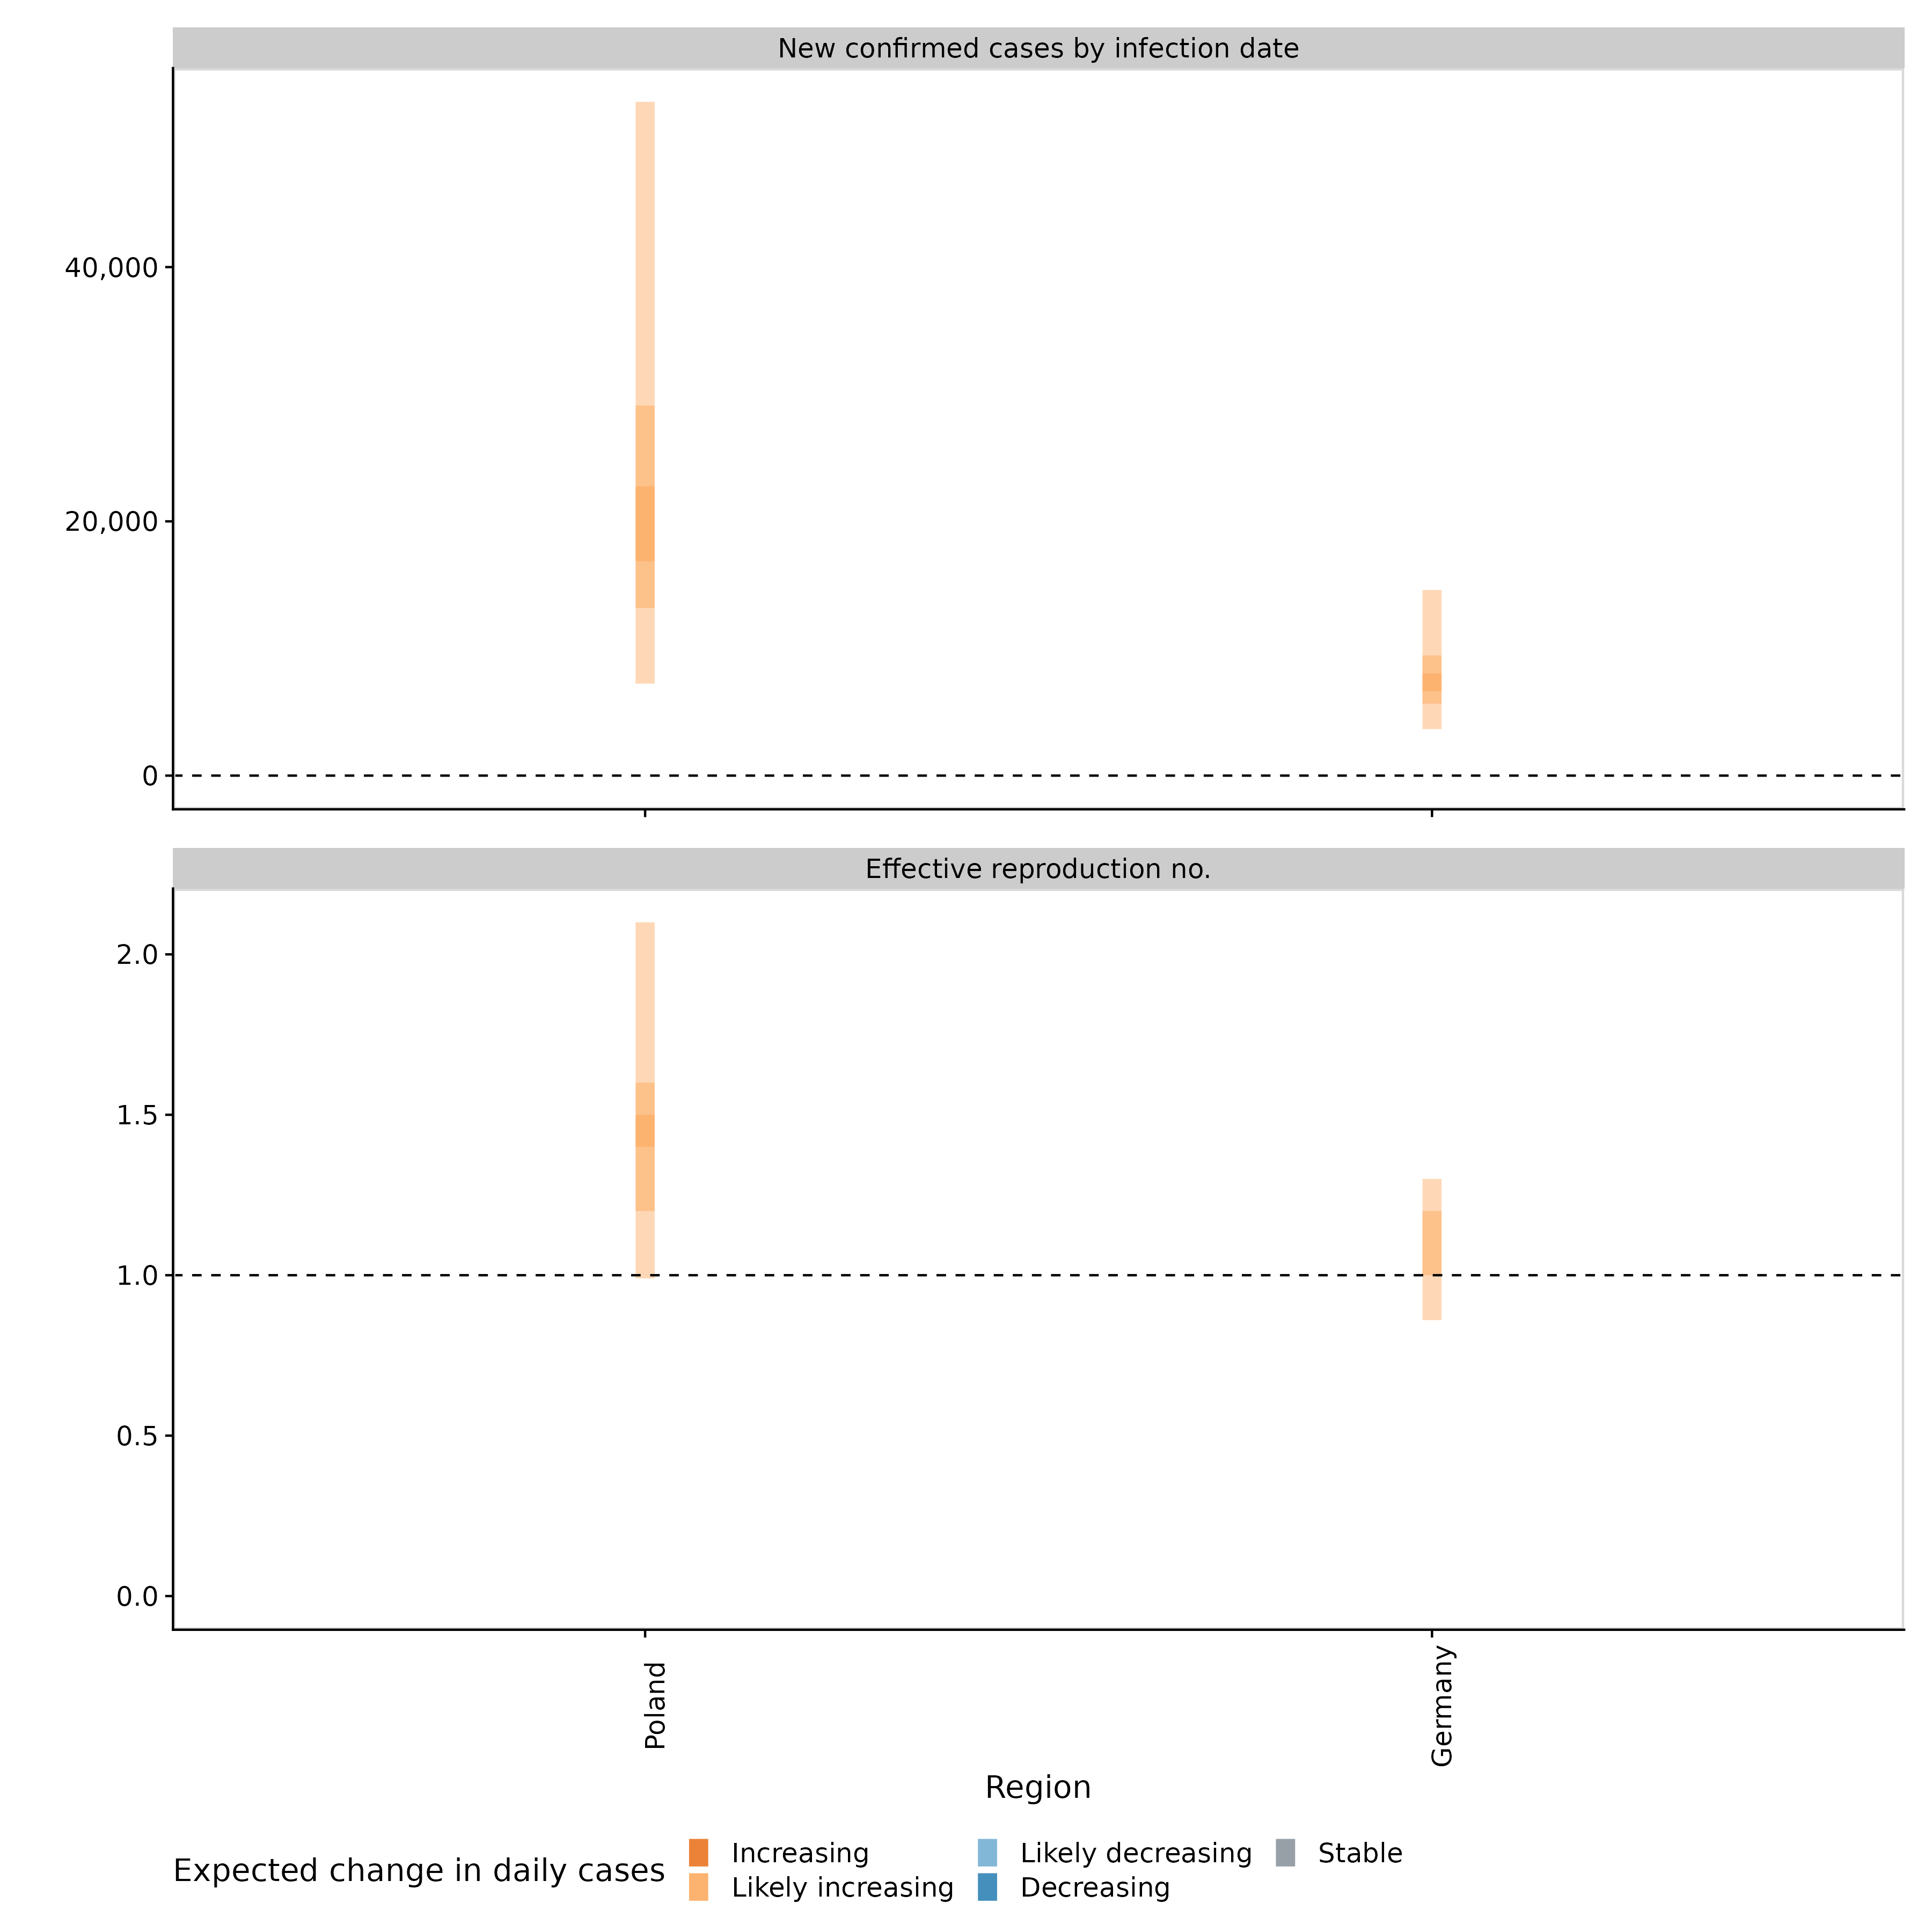 New confirmed cases by infection date
40,000
20,000
0
Effective reproduction no.
2.0
1.5
1.0
0.5
0.0
Poland
Germany
Region
Expected change in daily cases
Increasing
Likely increasing
Likely decreasing
Decreasing
Stable